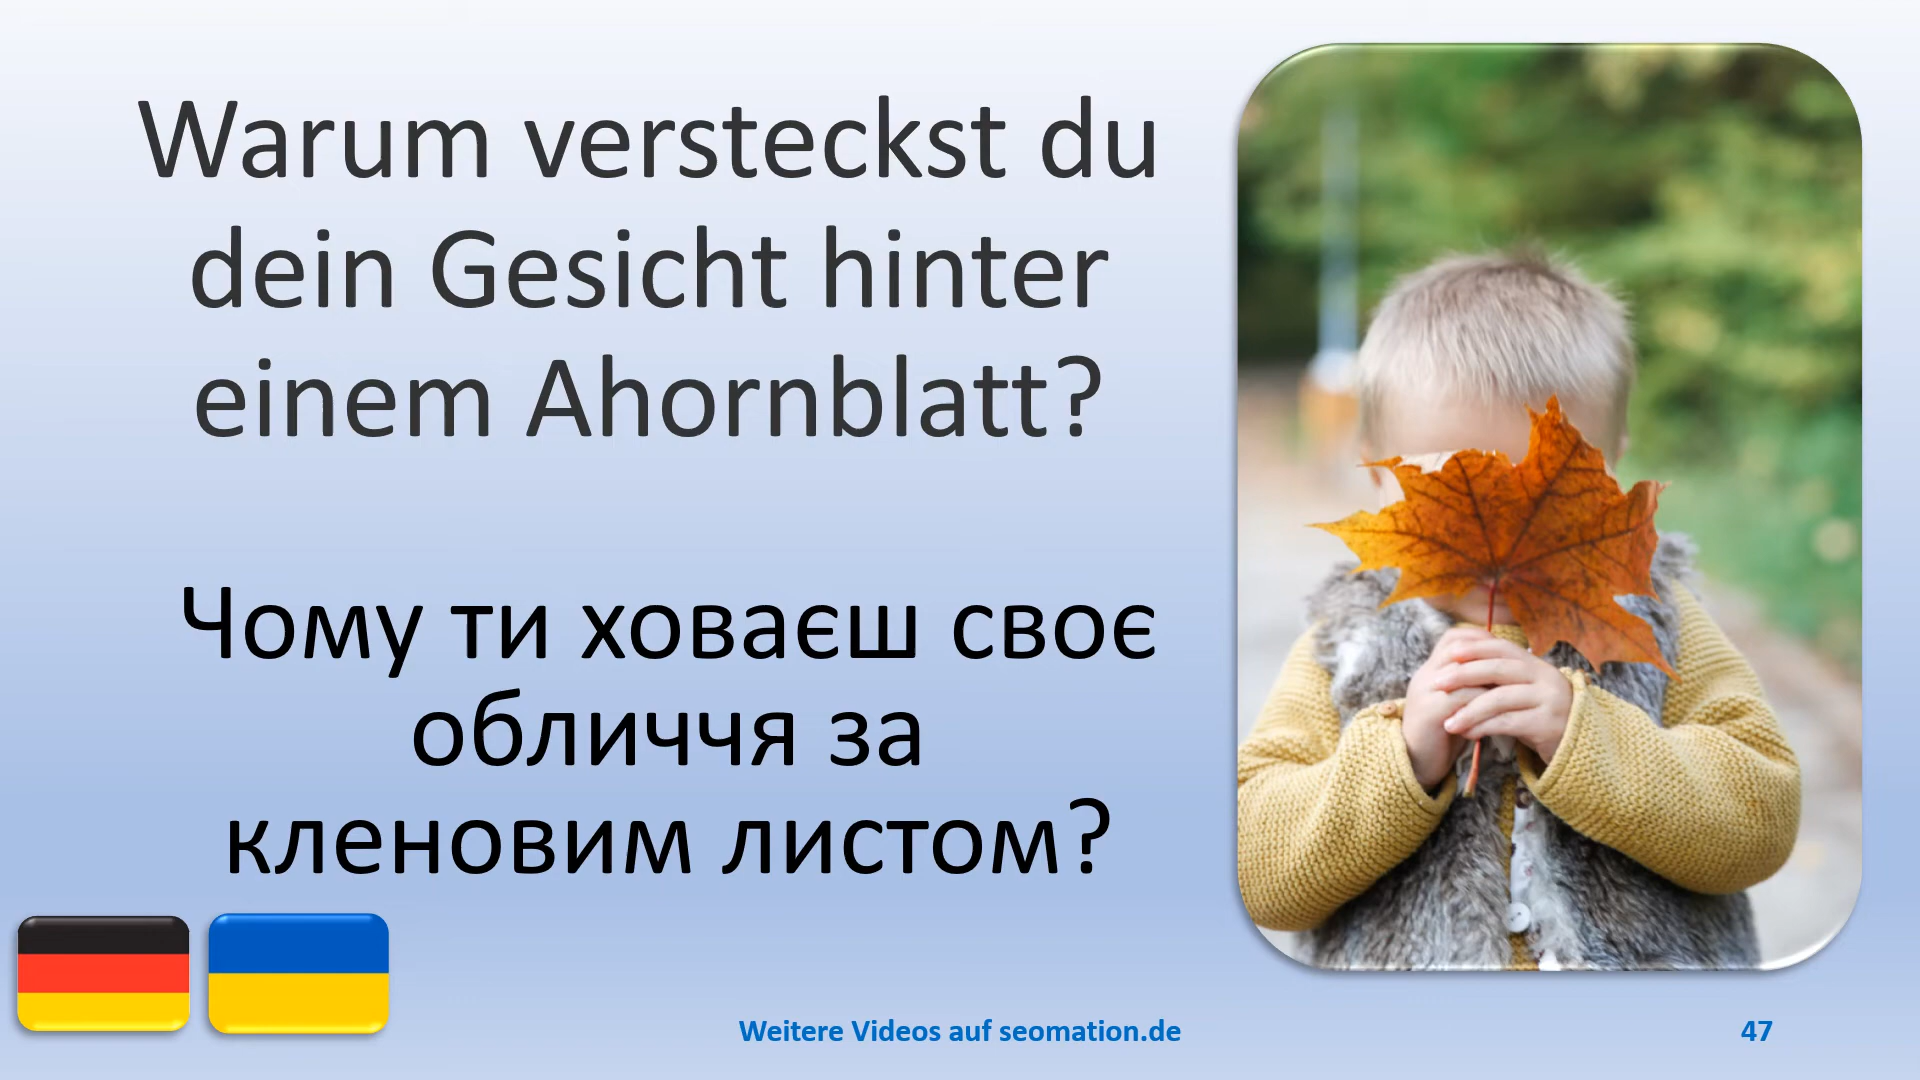 Warum versteckst du
dein Gesicht hinter
einem Ahornblatt?
Чому ти ховаєш своє
обличчя за
кленовим листом?
Weitere Videos auf seomation.de
47